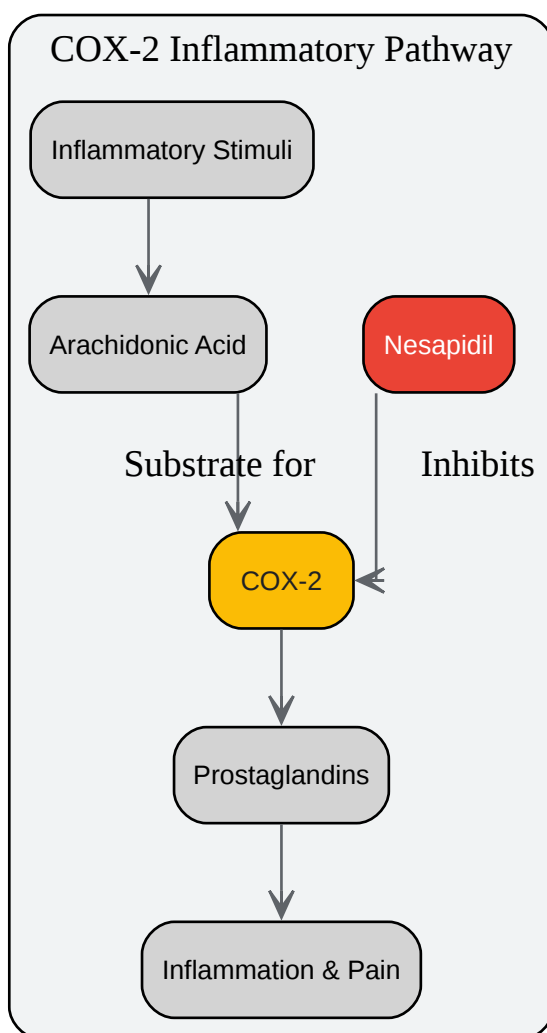 COX-2 Inflammatory Pathway
Inflammatory Stimuli
Arachidonic Acid
Nesapidil
Substrate for
Inhibits
COX-2
Prostaglandins
Inflammation & Pain